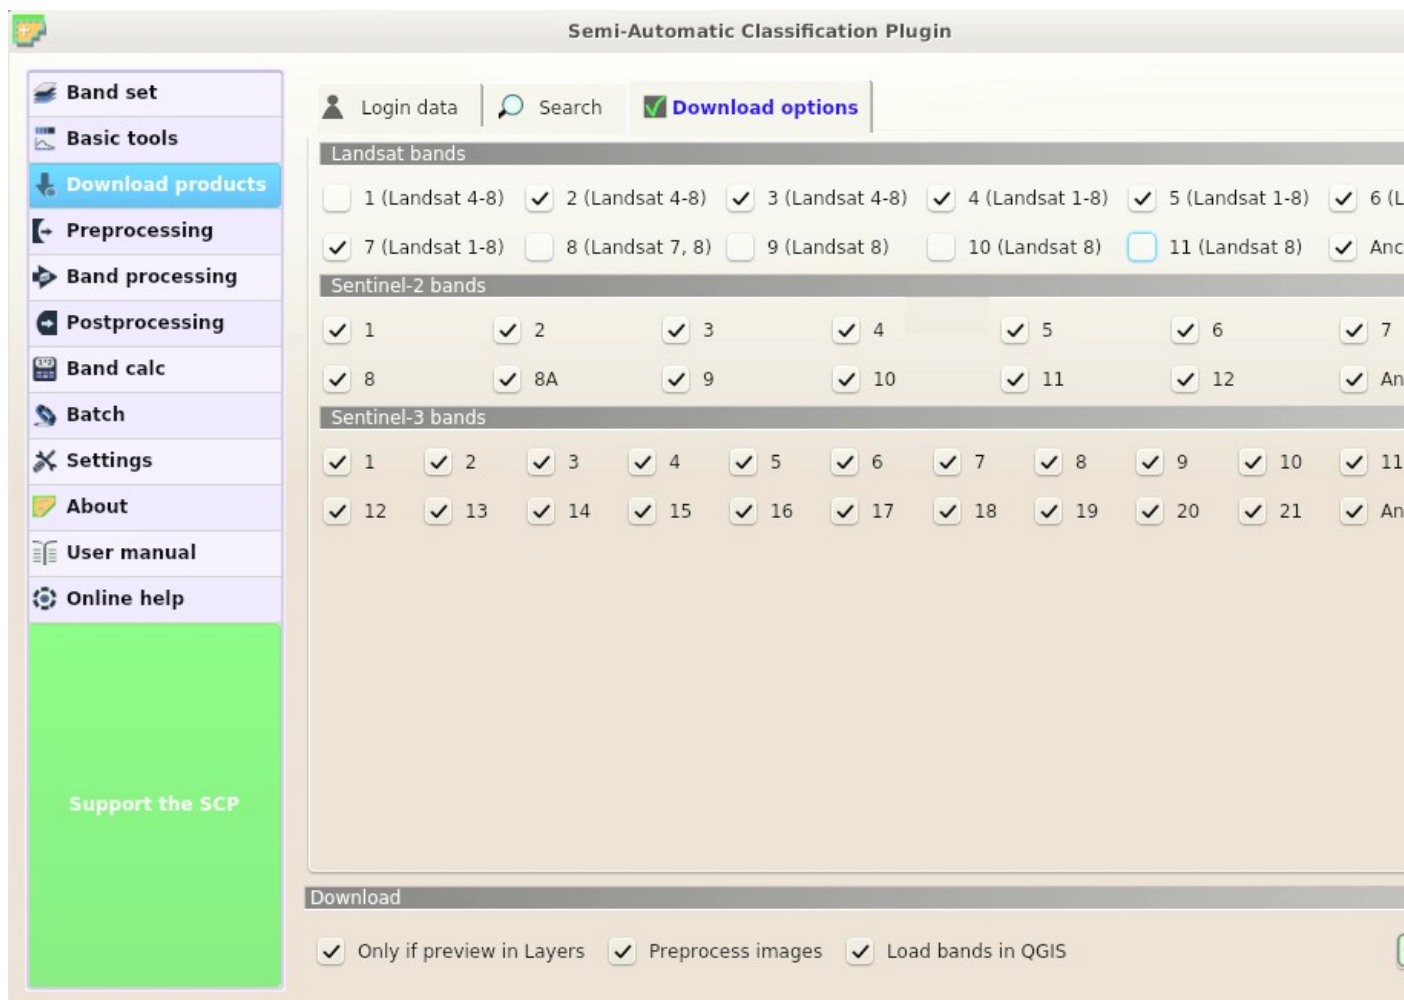 Semi-Automatic Classification Plugin
Band set
Basic tools
Download products
Preprocessing
Band processing
Postprocessing
Band calc
Batch
Settings
About
User manual
Online help
Support the SCP
Login data Search Download options
Landsat bands
1 (Landsat 4-8) 2 (Landsat 4-8) 3 (Landsat 4-8) 4 (Landsat 1-8) 5 (Landsat 1-8) 6 (L
7 (Landsat 1-8) 8 (Landsat 7, 8) 9 (Landsat 8) 10 (Landsat 8) 11 (Landsat 8) Anc
Sentinel-2 bands
1 2 3 4 5 6 7
8 8A 9 10 11 12 An
Sentinel-3 bands
1 2 3 4 5 6 7 8 9 10 11
12 13 14 15 16 17 18 19 20 21 An
Download
Only if preview in Layers Preprocess images Load bands in QGIS